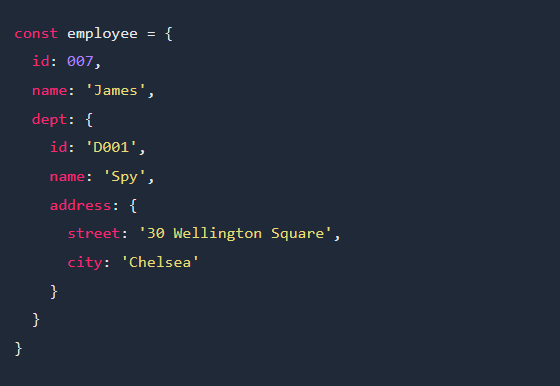 const employee = {
  id: 007,
  name: 'James',
  dept: {
    id: 'D001',
    name: 'Spy',
    address: {
      street: '30 Wellington Square',
      city: 'Chelsea'
    }
  }
}